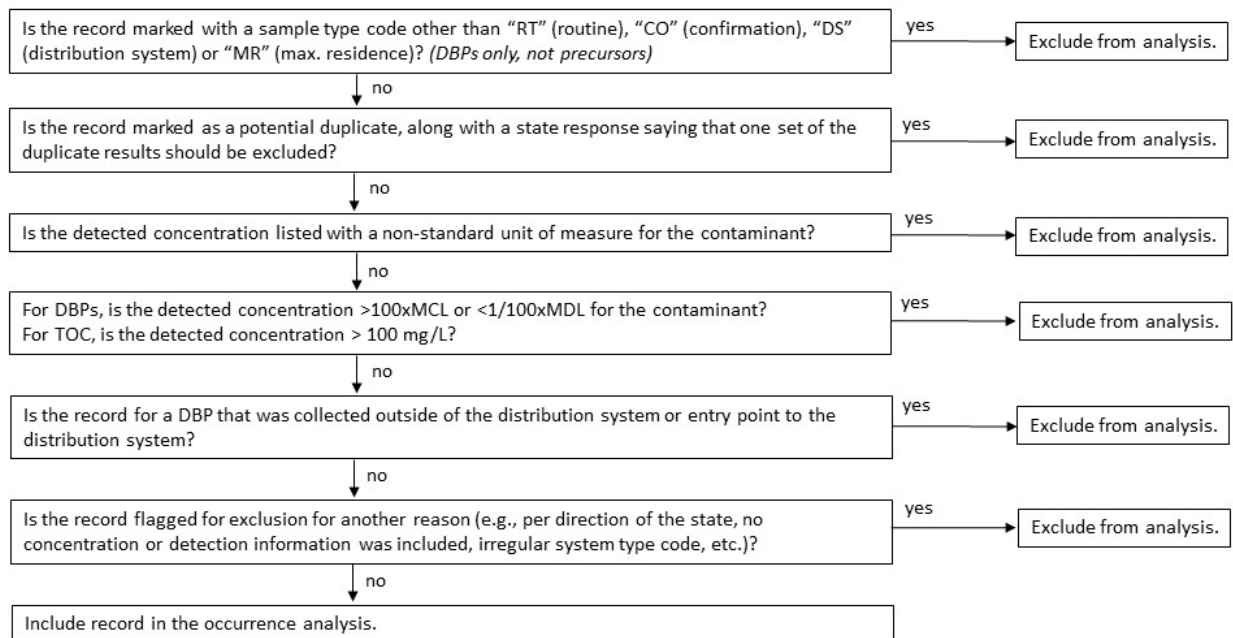 Is the record marked with a sample type code other than “RT” (routine), “CO” (confirmation), “DS”
(distribution system) or “MR” (max. residence)? (DBPs only, not precursors)
yes
Exclude from analysis.
no
Is the record marked as a potential duplicate, along with a state response saying that one set of the
duplicate results should be excluded?
yes
Exclude from analysis.
no
Is the detected concentration listed with a non-standard unit of measure for the contaminant?
yes
Exclude from analysis.
no
For DBPs, is the detected concentration >100xMCL or <1/100xMDL for the contaminant?
For TOC, is the detected concentration > 100 mg/L?
yes
Exclude from analysis.
no
Is the record for a DBP that was collected outside of the distribution system or entry point to the
distribution system?
yes
Exclude from analysis.
no
Is the record flagged for exclusion for another reason (e.g., per direction of the state, no
concentration or detection information was included, irregular system type code, etc.)?
yes
Exclude from analysis.
no
Include record in the occurrence analysis.